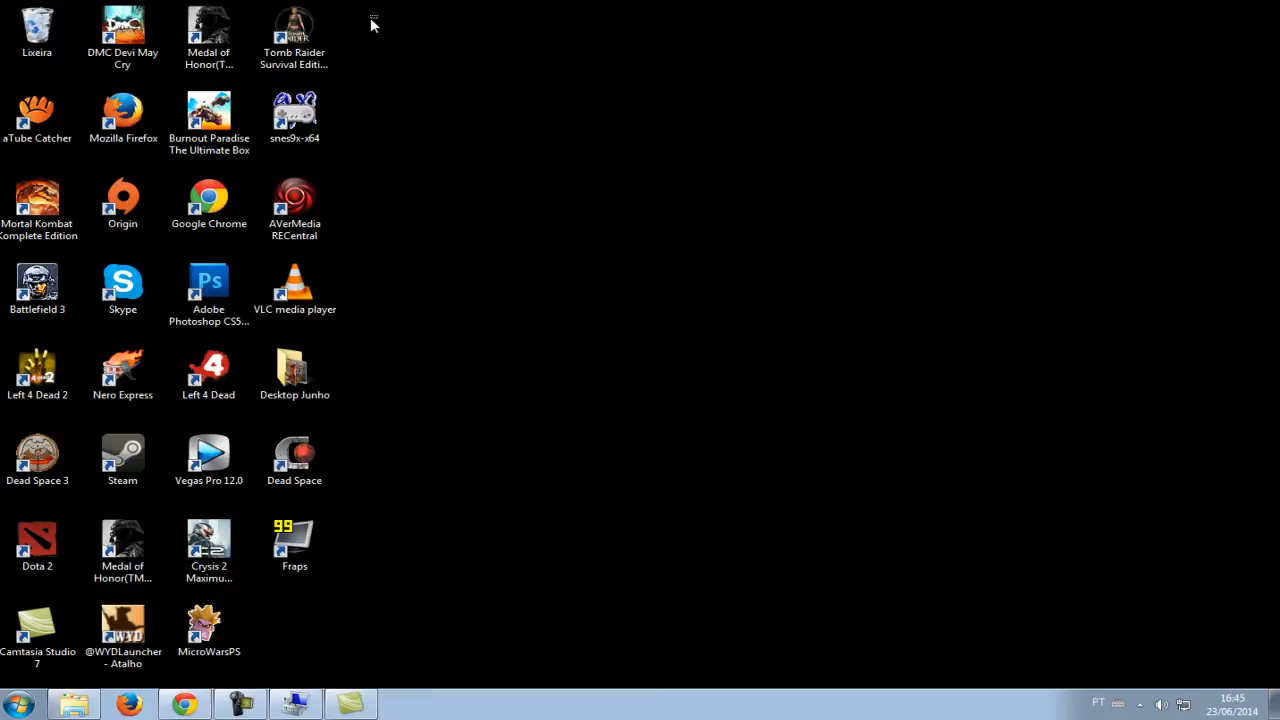 Lixeira
DMC Devi May
Cry
Medal of
Honor(T...
Tomb Raider
Survival Editi...
aTube Catcher
Mozilla Firefox
Burnout Paradise
The Ultimate Box
snes9x-x64
Mortal Kombat
Komplete Edition
Origin
Google Chrome
AVerMedia
RECentral
Battlefield 3
Skype
Adobe
Photoshop CS5...
VLC media player
Left 4 Dead 2
Nero Express
Left 4 Dead
Desktop Junho
Dead Space 3
Steam
Vegas Pro 12.0
Dead Space
Dota 2
Medal of
Honor(TM...
Crysis 2
Maximu...
99
Fraps
Camtasia Studio
7
WYD
@WYDLauncher
- Atalho
MicroWarsPS
PT
16:45
23/06/2014